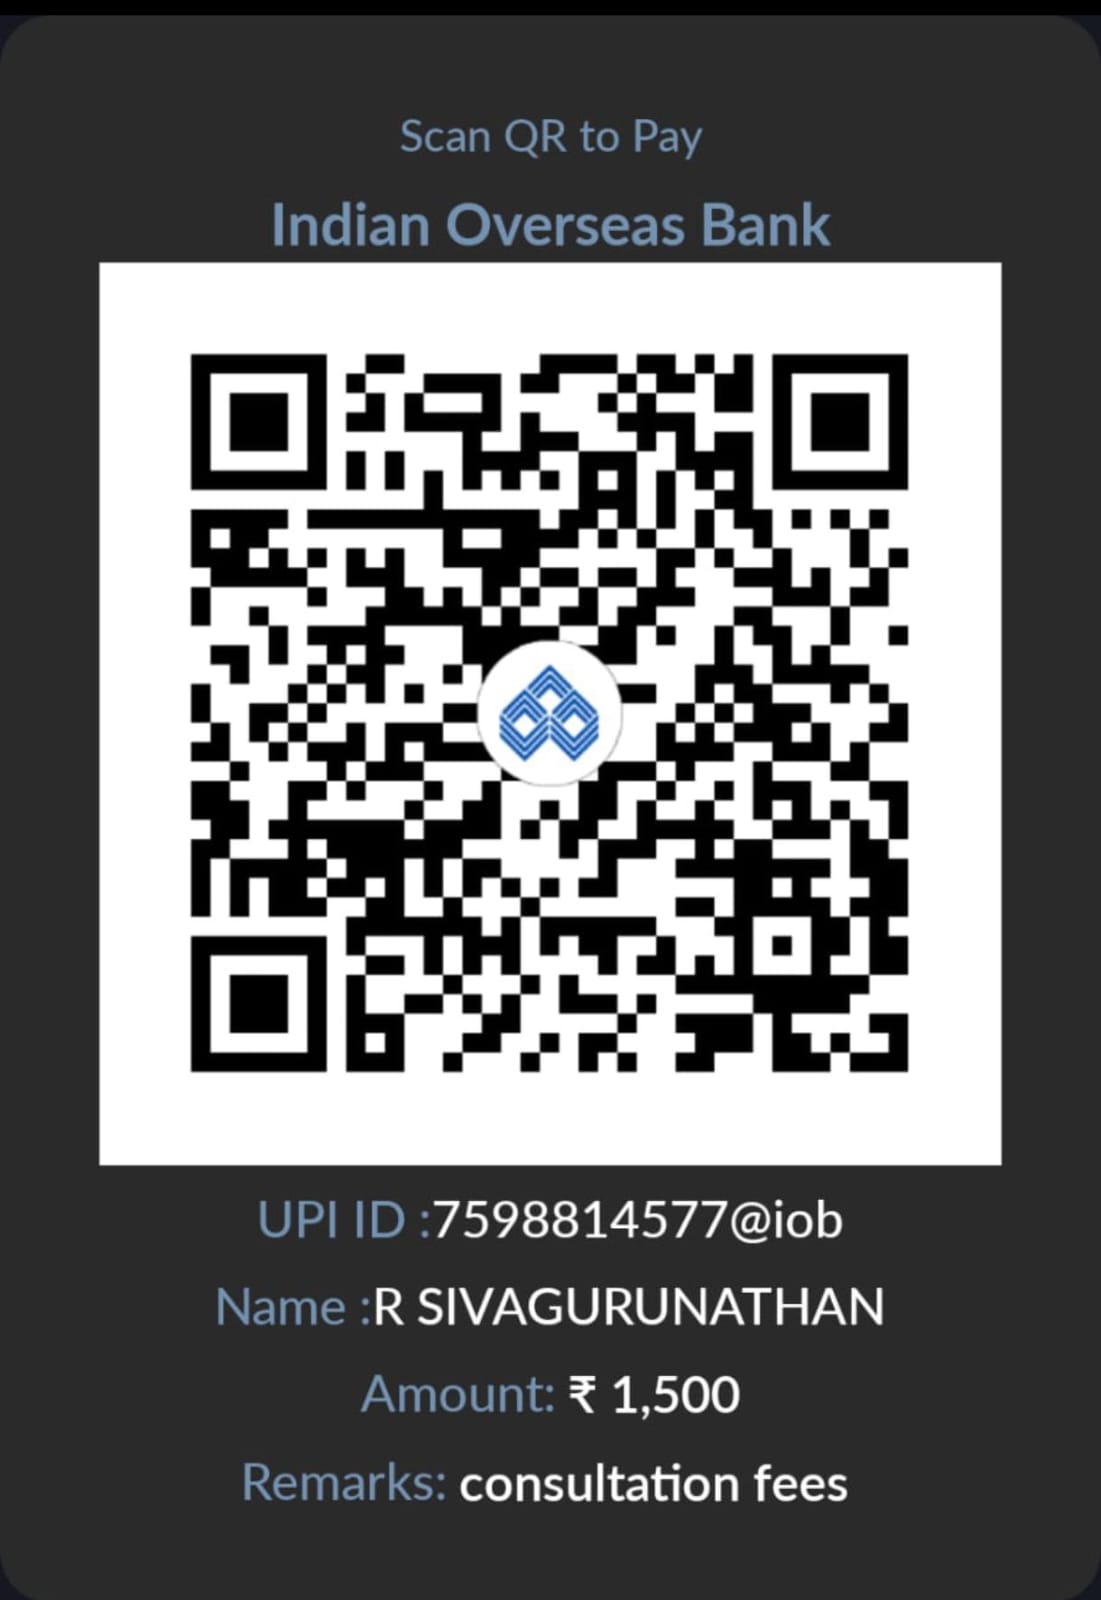 Scan QR to Pay
Indian Overseas Bank
UPI ID :7598814577@iob
Name :R SIVAGURUNATHAN
Amount: ₹ 1,500
Remarks: consultation fees